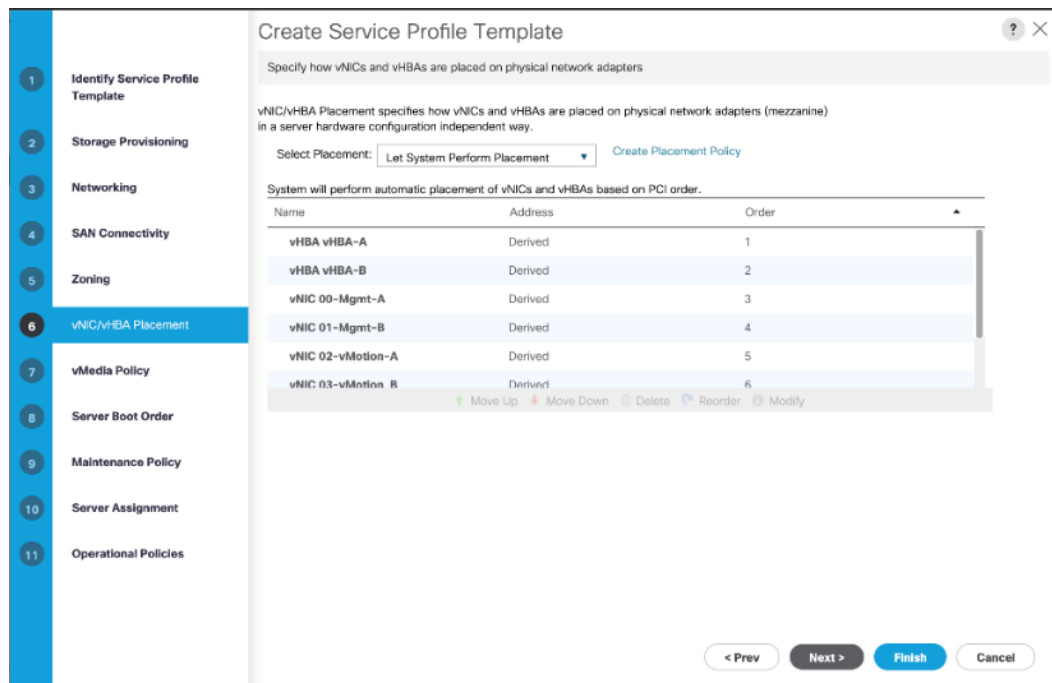 Create Service Profile Template
?
Specify how vNICs and vHBAs are placed on physical network adapters
1 Identify Service Profile
Template
2 Storage Provisioning
3 Networking
4 SAN Connectivity
5 Zoning
6 vNIC/vHBA Placement
7 vMedia Policy
8 Server Boot Order
9 Maintenance Policy
10 Server Assignment
11 Operational Policies
vNIC/vHBA Placement specifies how vNICs and vHBAs are placed on physical network adapters (mezzanine)
in a server hardware configuration independent way.
Select Placement: Let System Perform Placement Create Placement Policy
System will perform automatic placement of vNICs and vHBAs based on PCI order.
Name Address Order
vHBA vHBA-A Derived 1
vHBA vHBA-B Derived 2
vNIC 00-Mgmt-A Derived 3
vNIC 01-Mgmt-B Derived 4
vNIC 02-vMotion-A Derived 5
vNIC 03-vMotion_B Derived 6
Move Up Move Down Delete Reorder Modify
< Prev Next > Finish Cancel